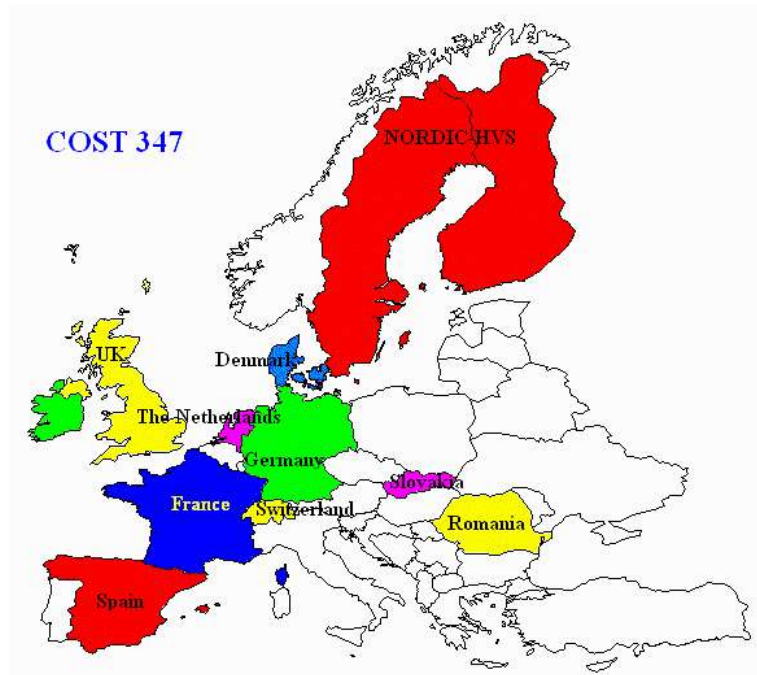 COST 347
NORDIC HVS
UK
Denmark
The Netherlands
Germany
Slovakia
France
Switzerland
Romania
Spain